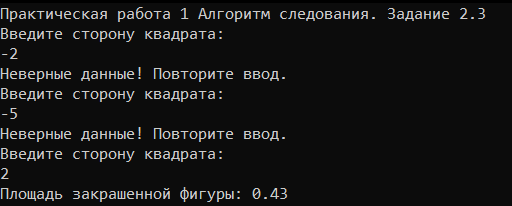 Практическая работа 1 Алгоритм следования. Задание 2.3
Введите сторону квадрата:
-2
Неверные данные! Повторите ввод.
Введите сторону квадрата:
-5
Неверные данные! Повторите ввод.
Введите сторону квадрата:
2
Площадь закрашенной фигуры: 0.43